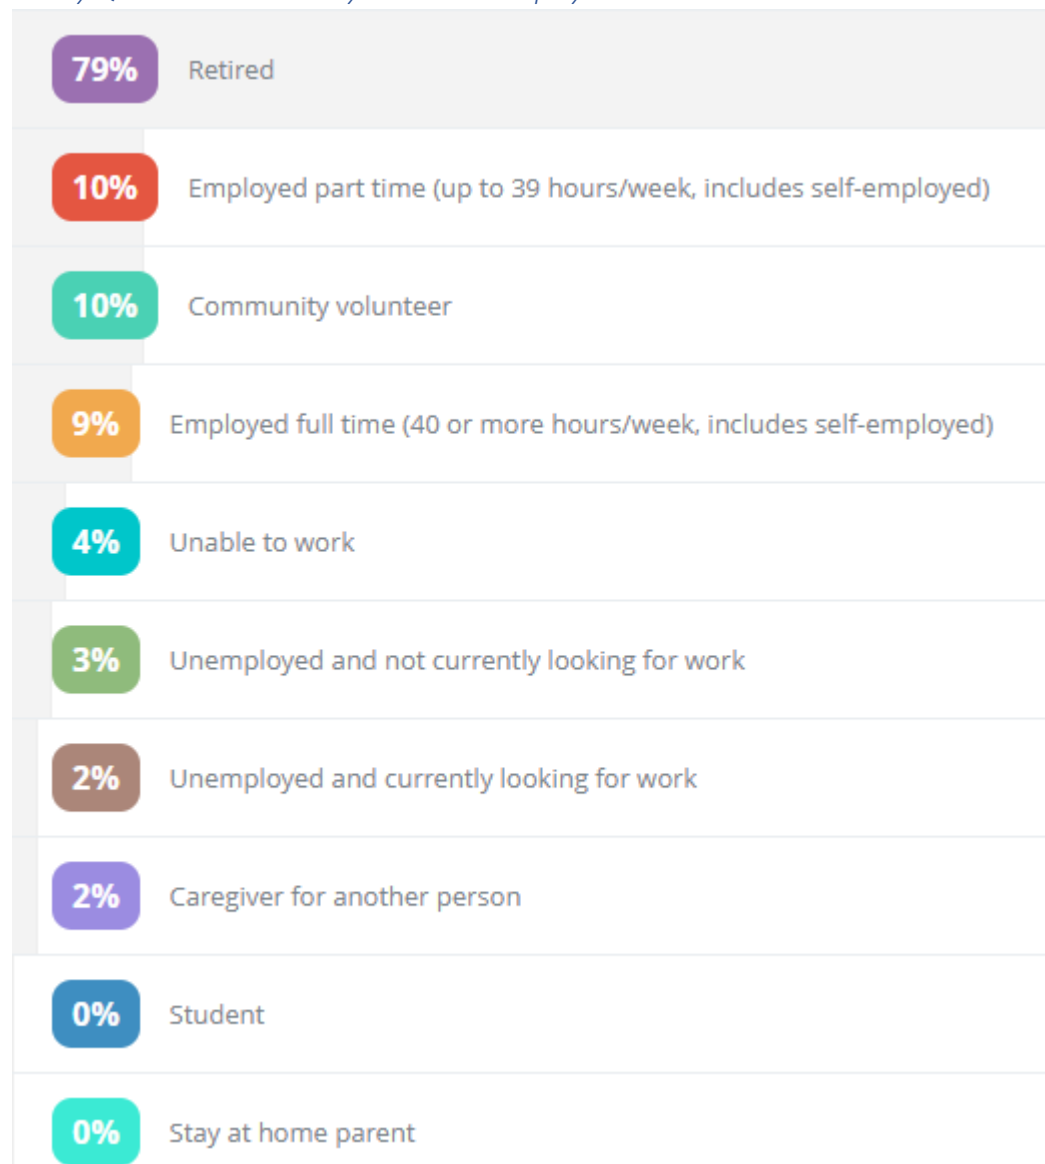 79% Retired
10% Employed part time (up to 39 hours/week, includes self-employed)
10% Community volunteer
9% Employed full time (40 or more hours/week, includes self-employed)
4% Unable to work
3% Unemployed and not currently looking for work
2% Unemployed and currently looking for work
2% Caregiver for another person
0% Student
0% Stay at home parent